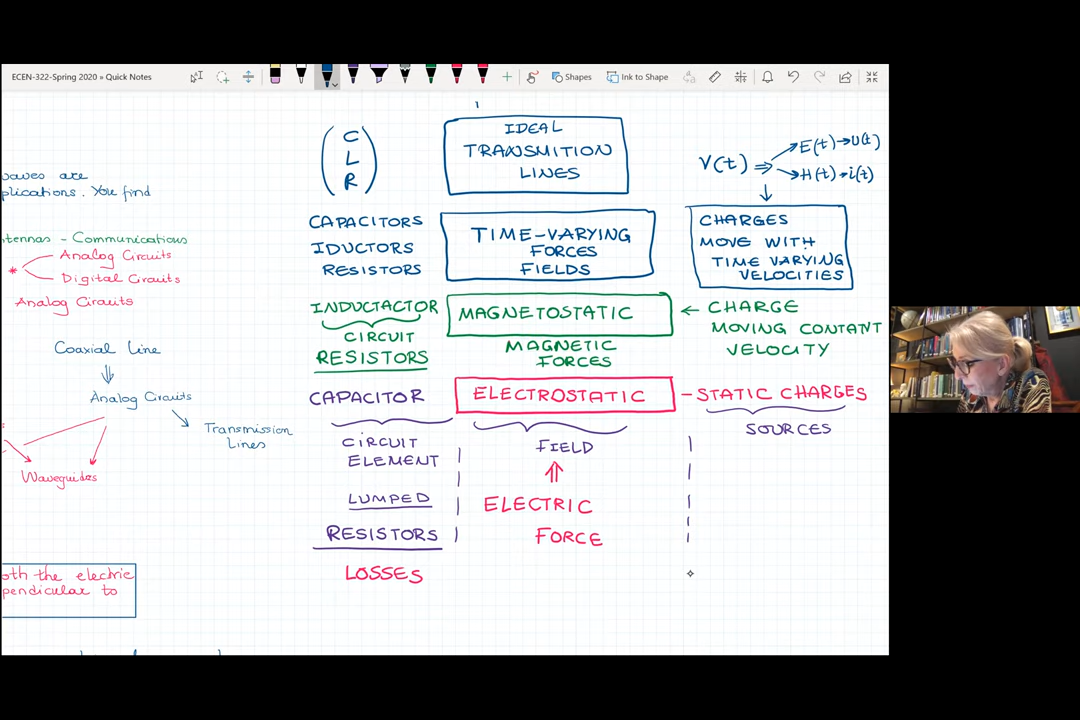 ECEN-322-Spring 2020 » Quick Notes
Shapes
Ink to Shape
waves are
plications. You find
tennas - Communications
* Analog Circuits
Digital Circuits
Analog Circuits
Coaxial Line
Analog Circuits
Transmission
Lines
Waveguides
oth the electric
pendicular to
C
L
R
IDEAL
TRANSMITION
LINES
V(t) ⇒ E(t)→U(t)
H(t)→i(t)
CAPACITORS
IDUCTORS
RESISTORS
TIME-VARYING
FORCES
FIELDS
CHARGES
MOVE WITH
TIME VARYING
VELOCITIES
INDUCTACTOR
CIRCUIT
RESISTORS
MAGNETOSTATIC
MAGNETIC
FORCES
← CHARGE
MOVING CONTANT
VELOCITY
CAPACITOR
ELECTROSTATIC
- STATIC CHARGES
CIRCUIT
ELEMENT
FIELD
SOURCES
LUMPED
RESISTORS
LOSSES
ELECTRIC
FORCE